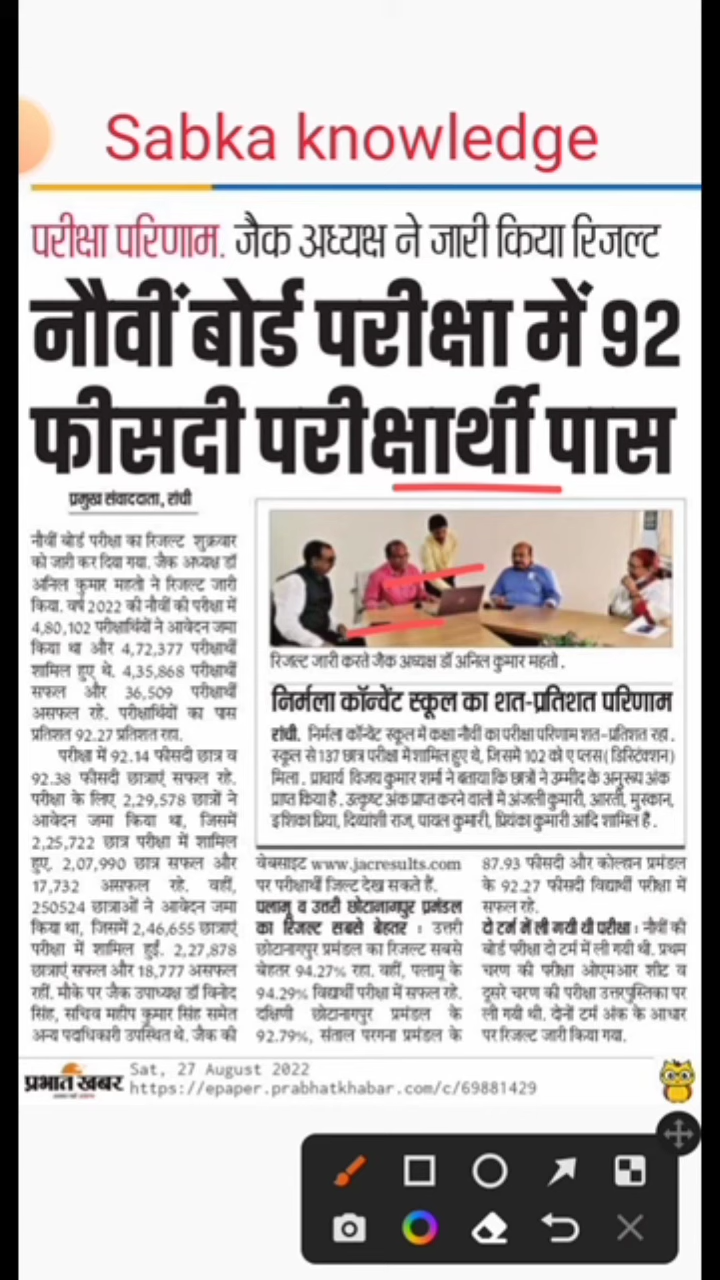 Sabka knowledge
परीक्षा परिणाम. जैक अध्यक्ष ने जारी किया रिजल्ट
नौवीं बोर्ड परीक्षा में 92
फीसदी परीक्षार्थी पास
प्रमुख संवाददाता, रांची
नौवीं बोर्ड परीक्षा का रिजल्ट शुक्रवार
को जारी कर दिया गया. जैक अध्यक्ष डॉ
अनिल कुमार महतो ने रिजल्ट जारी
किया. वर्ष 2022 की नौवीं की परीक्षा में
4,80,102 परीक्षार्थियों ने आवेदन जमा
किया था और 4,72,377 परीक्षार्थी
शामिल हुए थे. 4,35,868 परीक्षार्थी
सफल और 36,509 परीक्षार्थी
असफल रहे. परीक्षार्थियों का पास
प्रतिशत 92.27 प्रतिशत रहा.
परीक्षा में 92.14 फीसदी छात्र व
92.38 फीसदी छात्राएं सफल रहे.
परीक्षा के लिए 2,29,578 छात्रों ने
आवेदन जमा किया था, जिसमें
2,25,722 छात्र परीक्षा में शामिल
हुए. 2,07,990 छात्र सफल और
17,732 असफल रहे. वहीं,
250524 छात्राओं ने आवेदन जमा
किया था, जिसमें 2,46,655 छात्राएं
परीक्षा में शामिल हुईं. 2,27,878
छात्राएं सफल और 18,777 असफल
रहीं. मौके पर जैक उपाध्यक्ष डॉ विनोद
सिंह, सचिव महीप कुमार सिंह समेत
अन्य पदाधिकारी उपस्थित थे. जैक की
रिजल्ट जारी करते जैक अध्यक्ष डॉ अनिल कुमार महतो .
निर्मला कॉन्वेंट स्कूल का शत-प्रतिशत परिणाम
रांची. निर्मला कॉन्वेंट स्कूल में कक्षा नौवीं का परीक्षा परिणाम शत-प्रतिशत रहा.
स्कूल से 137 छात्र परीक्षा में शामिल हुए थे, जिसमें 102 को ए प्लस( डिस्टिंक्शन)
मिला . प्राचार्य विजय कुमार शर्मा ने बताया कि छात्रों ने उम्मीद के अनुरूप अंक
प्राप्त किया है . उत्कृष्ट अंक प्राप्त करने वालों में अंजली कुमारी, आरती, मुस्कान,
इशिका प्रिया, दिव्यांशी राज, पायल कुमारी, प्रियंका कुमारी आदि शामिल है .
वेबसाइट www.jacresults.com
पर परीक्षार्थी जिल्ट देख सकते हैं.
पलामू व उत्तरी छोटानागपुर प्रमंडल
का रिजल्ट सबसे बेहतर : उत्तरी
छोटानागपुर प्रमंडल का रिजल्ट सबसे
बेहतर 94.27% रहा. वहीं, पलामू के
94.29% विद्यार्थी परीक्षा में सफल रहे.
दक्षिणी छोटानागपुर प्रमंडल के
92.79%, संताल परगना प्रमंडल के
87.93 फीसदी और कोल्हान प्रमंडल
के 92.27 फीसदी विद्यार्थी परीक्षा में
सफल रहे.
दो टर्म में ली गयी थी परीक्षा : नौवीं की
बोर्ड परीक्षा दो टर्म में ली गयी थी. प्रथम
चरण की परीक्षा ओएमआर शीट व
दूसरे चरण की परीक्षा उत्तरपुस्तिका पर
ली गयी थी. दोनों टर्म अंक के आधार
पर रिजल्ट जारी किया गया.
प्रभात खबर
Sat, 27 August 2022
https://epaper.prabhatkhabar.com/c/69881429